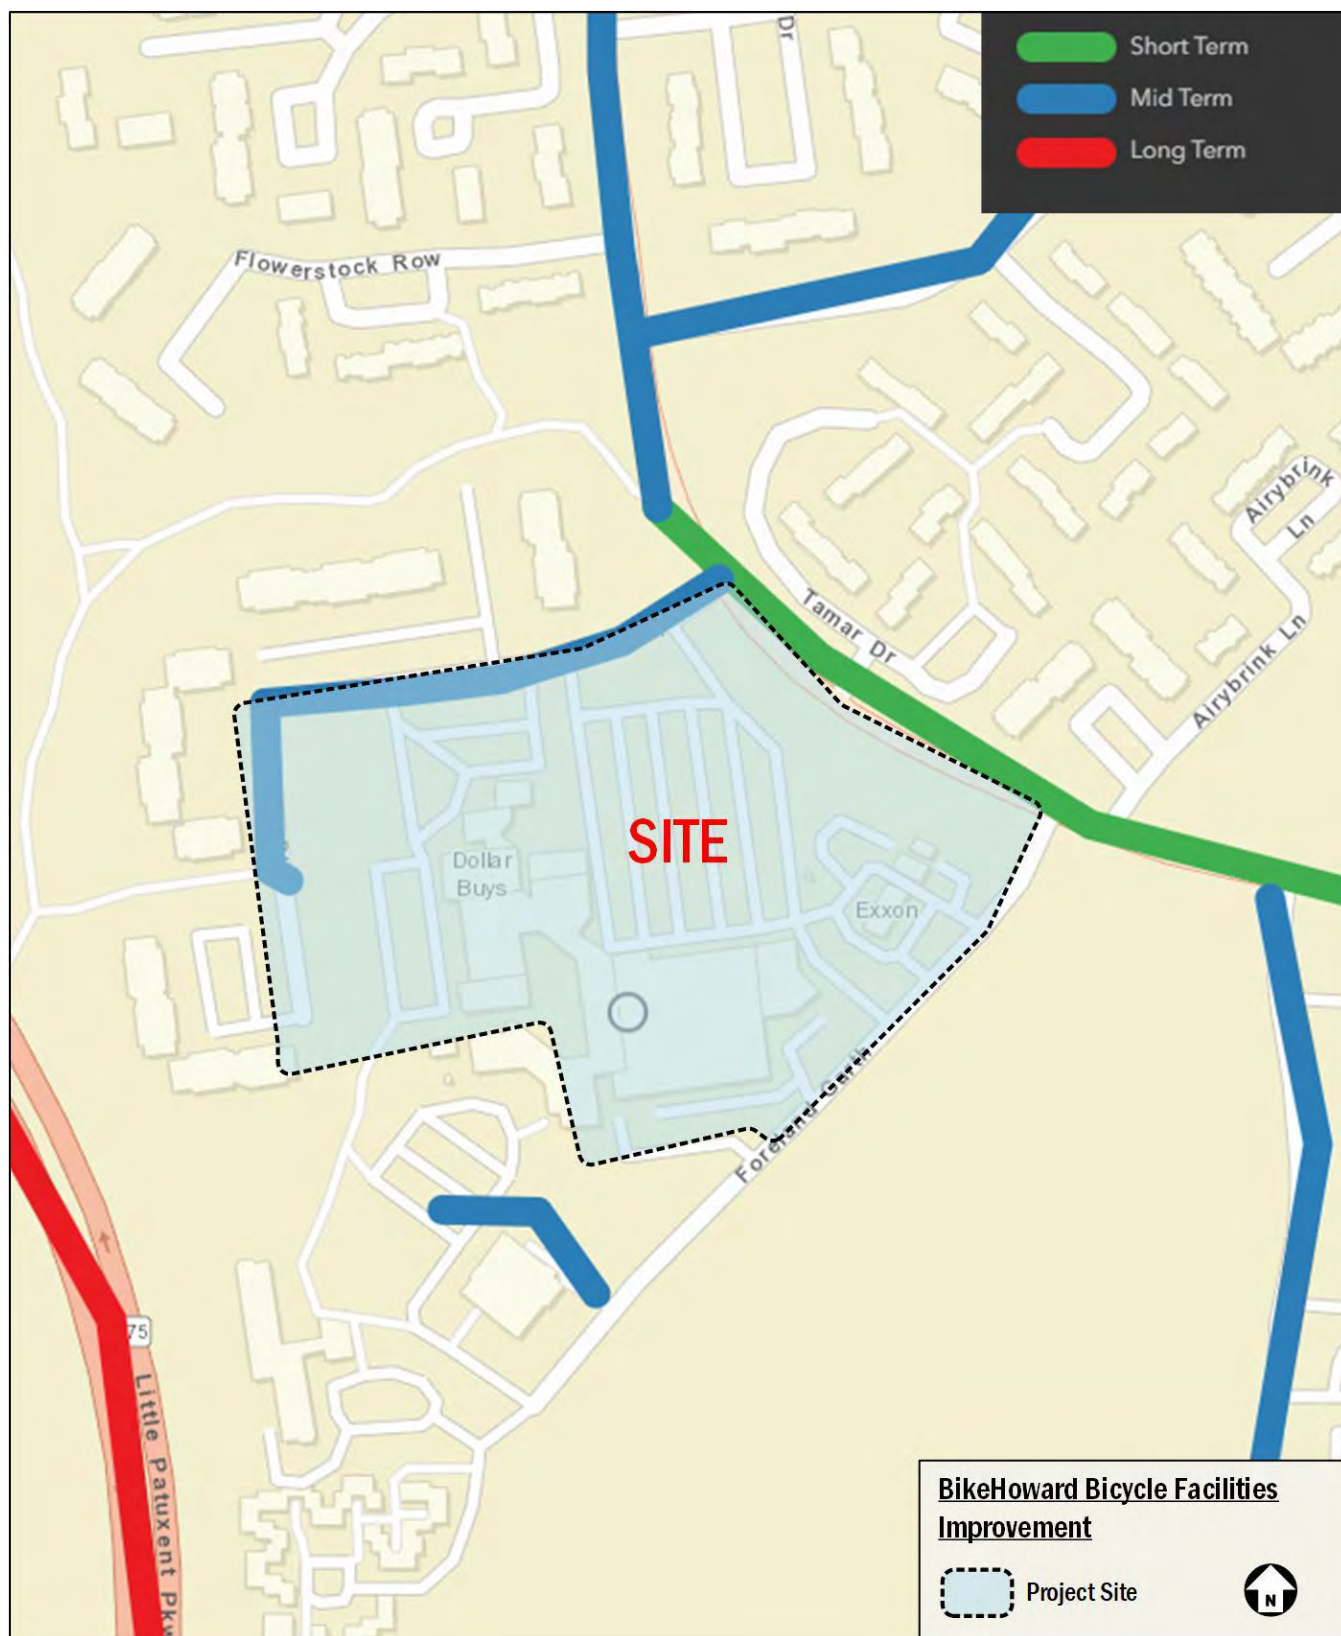 Dr
Short Term
Mid Term
Long Term
Flowerstock Row
Airybrink
Ln
Tamar Dr
Airybrink Ln
SITE
Dollar
Buys
Exxon
Foreland Garth
75
Little Patuxent Pkw
BikeHoward Bicycle Facilities
Improvement
Project Site
N